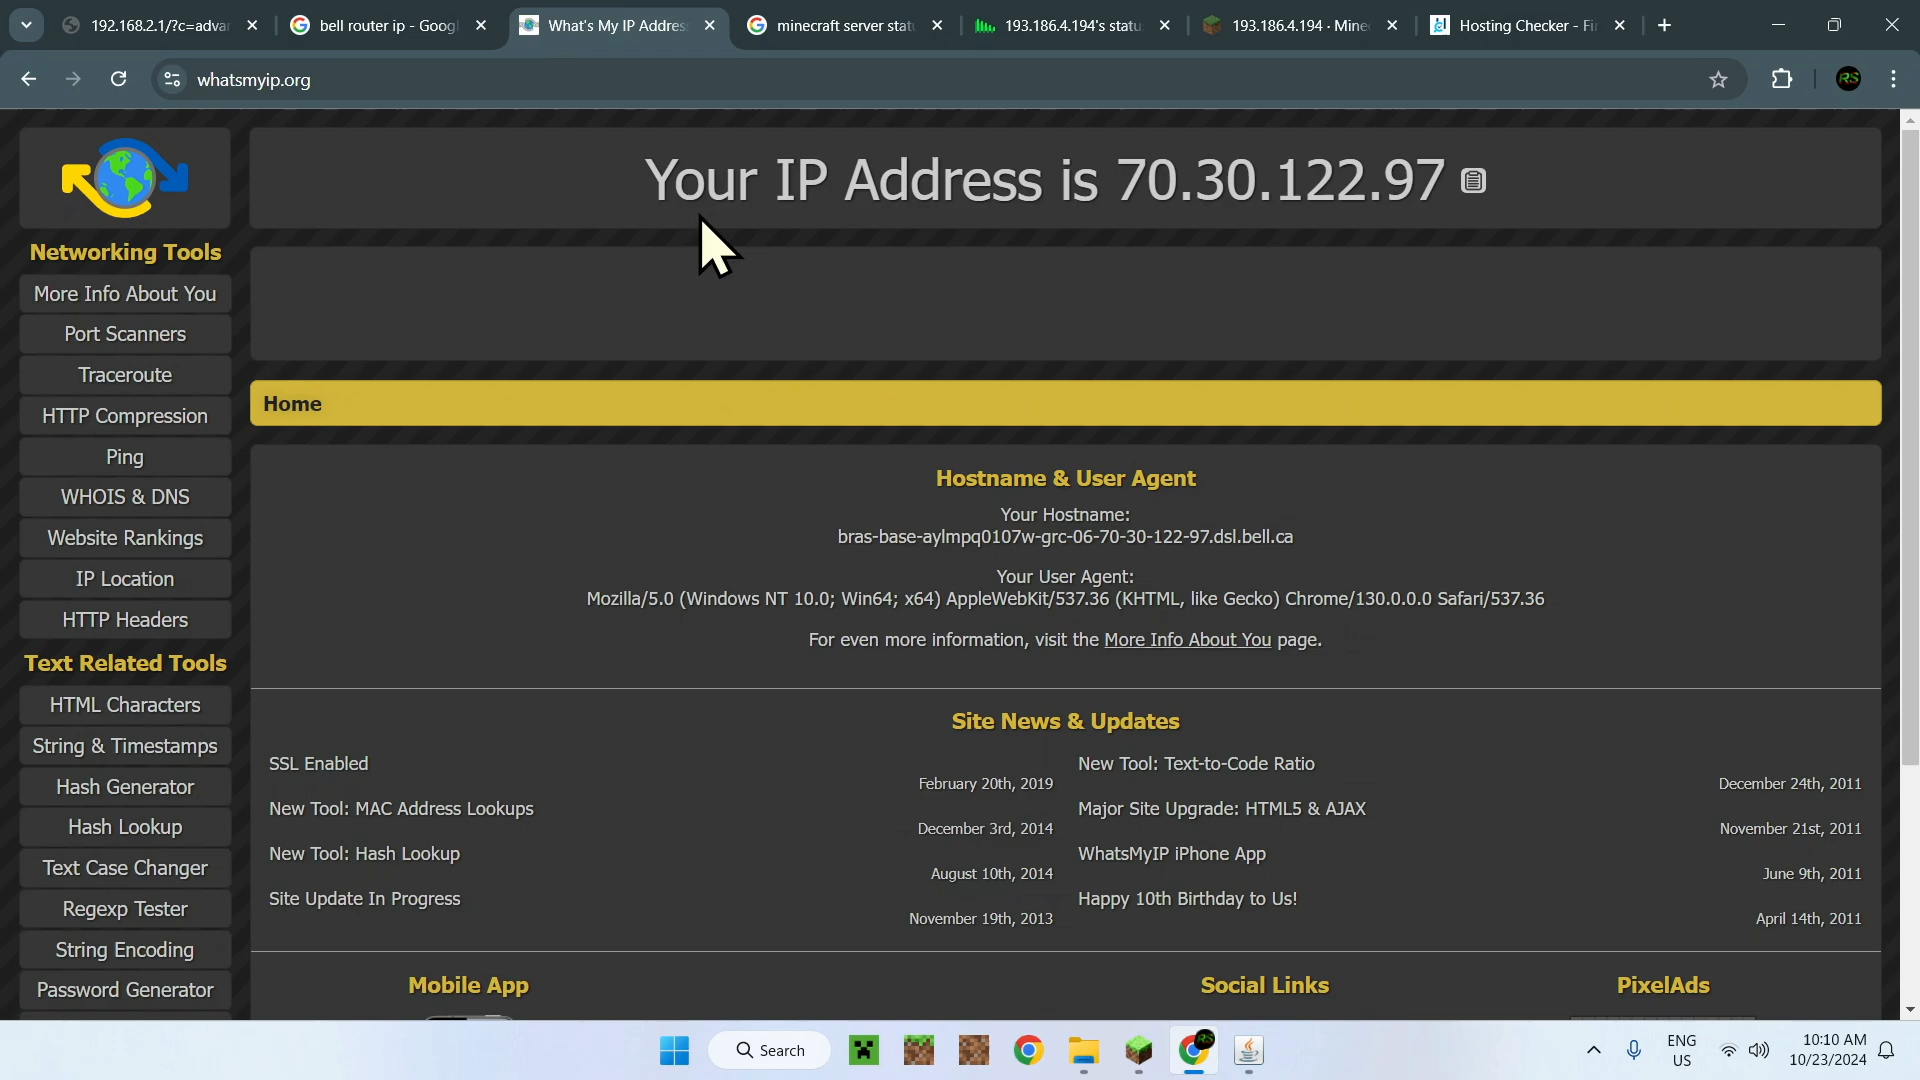 192.168.2.1/?c=advar
bell router ip - Googl
What's My IP Address
minecraft server stat
193.186.4.194's statu
193.186.4.194 · Mine
Hosting Checker - Fi
whatsmyip.org
RS
Your IP Address is 70.30.122.97
Networking Tools
More Info About You
Port Scanners
Traceroute
HTTP Compression
Ping
WHOIS & DNS
Website Rankings
IP Location
HTTP Headers
Text Related Tools
HTML Characters
String & Timestamps
Hash Generator
Hash Lookup
Text Case Changer
Regexp Tester
String Encoding
Password Generator
Home
Hostname & User Agent
Your Hostname:
bras-base-aylmpq0107w-grc-06-70-30-122-97.dsl.bell.ca
Your User Agent:
Mozilla/5.0 (Windows NT 10.0; Win64; x64) AppleWebKit/537.36 (KHTML, like Gecko) Chrome/130.0.0.0 Safari/537.36
For even more information, visit the More Info About You page.
Site News & Updates
SSL Enabled
February 20th, 2019
New Tool: MAC Address Lookups
December 3rd, 2014
New Tool: Hash Lookup
August 10th, 2014
Site Update In Progress
November 19th, 2013
New Tool: Text-to-Code Ratio
December 24th, 2011
Major Site Upgrade: HTML5 & AJAX
November 21st, 2011
WhatsMyIP iPhone App
June 9th, 2011
Happy 10th Birthday to Us!
April 14th, 2011
Mobile App
Social Links
PixelAds
Search
RS
ENG
US
10:10 AM
10/23/2024